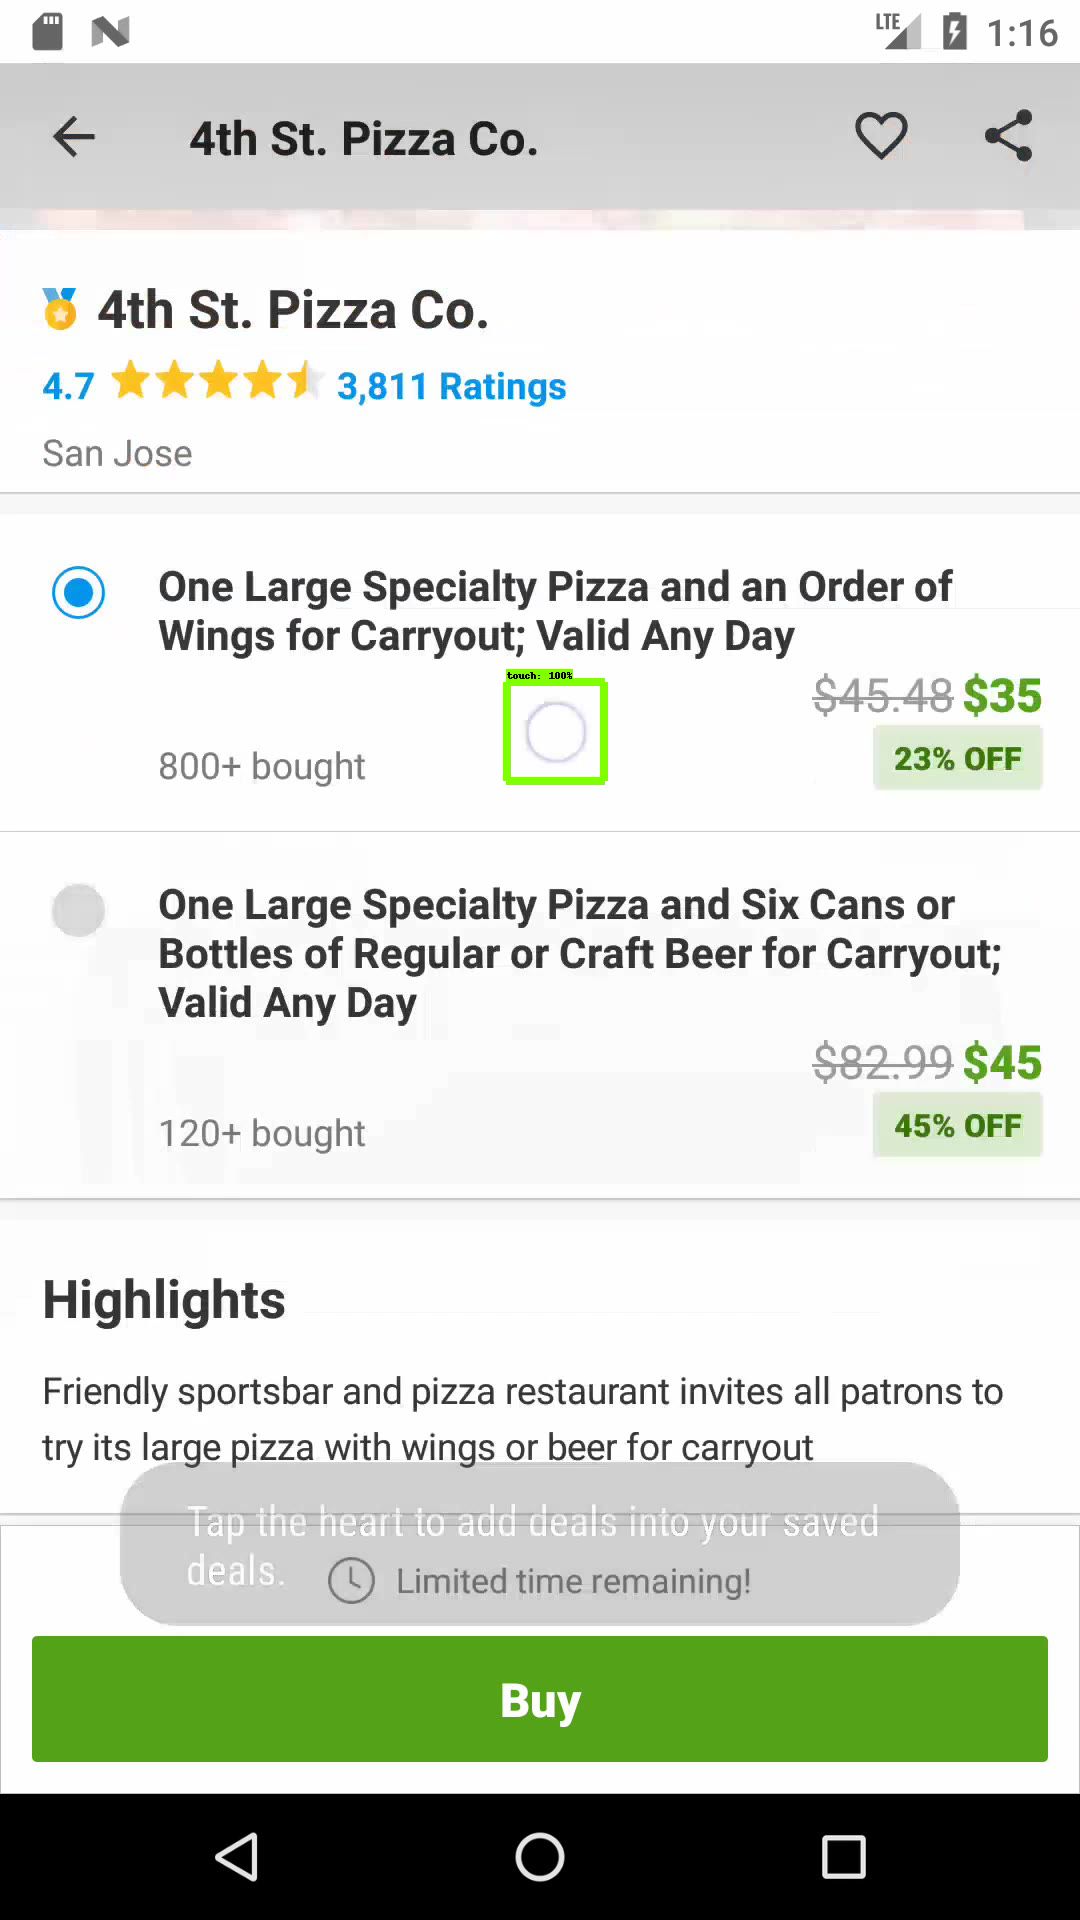 LTE 1:16
4th St. Pizza Co.
4th St. Pizza Co.
4.7 3,811 Ratings
San Jose
One Large Specialty Pizza and an Order of
Wings for Carryout; Valid Any Day
touch: 100%
$45.48 $35
800+ bought
23% OFF
One Large Specialty Pizza and Six Cans or
Bottles of Regular or Craft Beer for Carryout;
Valid Any Day
$82.99 $45
120+ bought
45% OFF
Highlights
Friendly sportsbar and pizza restaurant invites all patrons to
try its large pizza with wings or beer for carryout
Tap the heart to add deals into your saved
deals.
Limited time remaining!
Buy